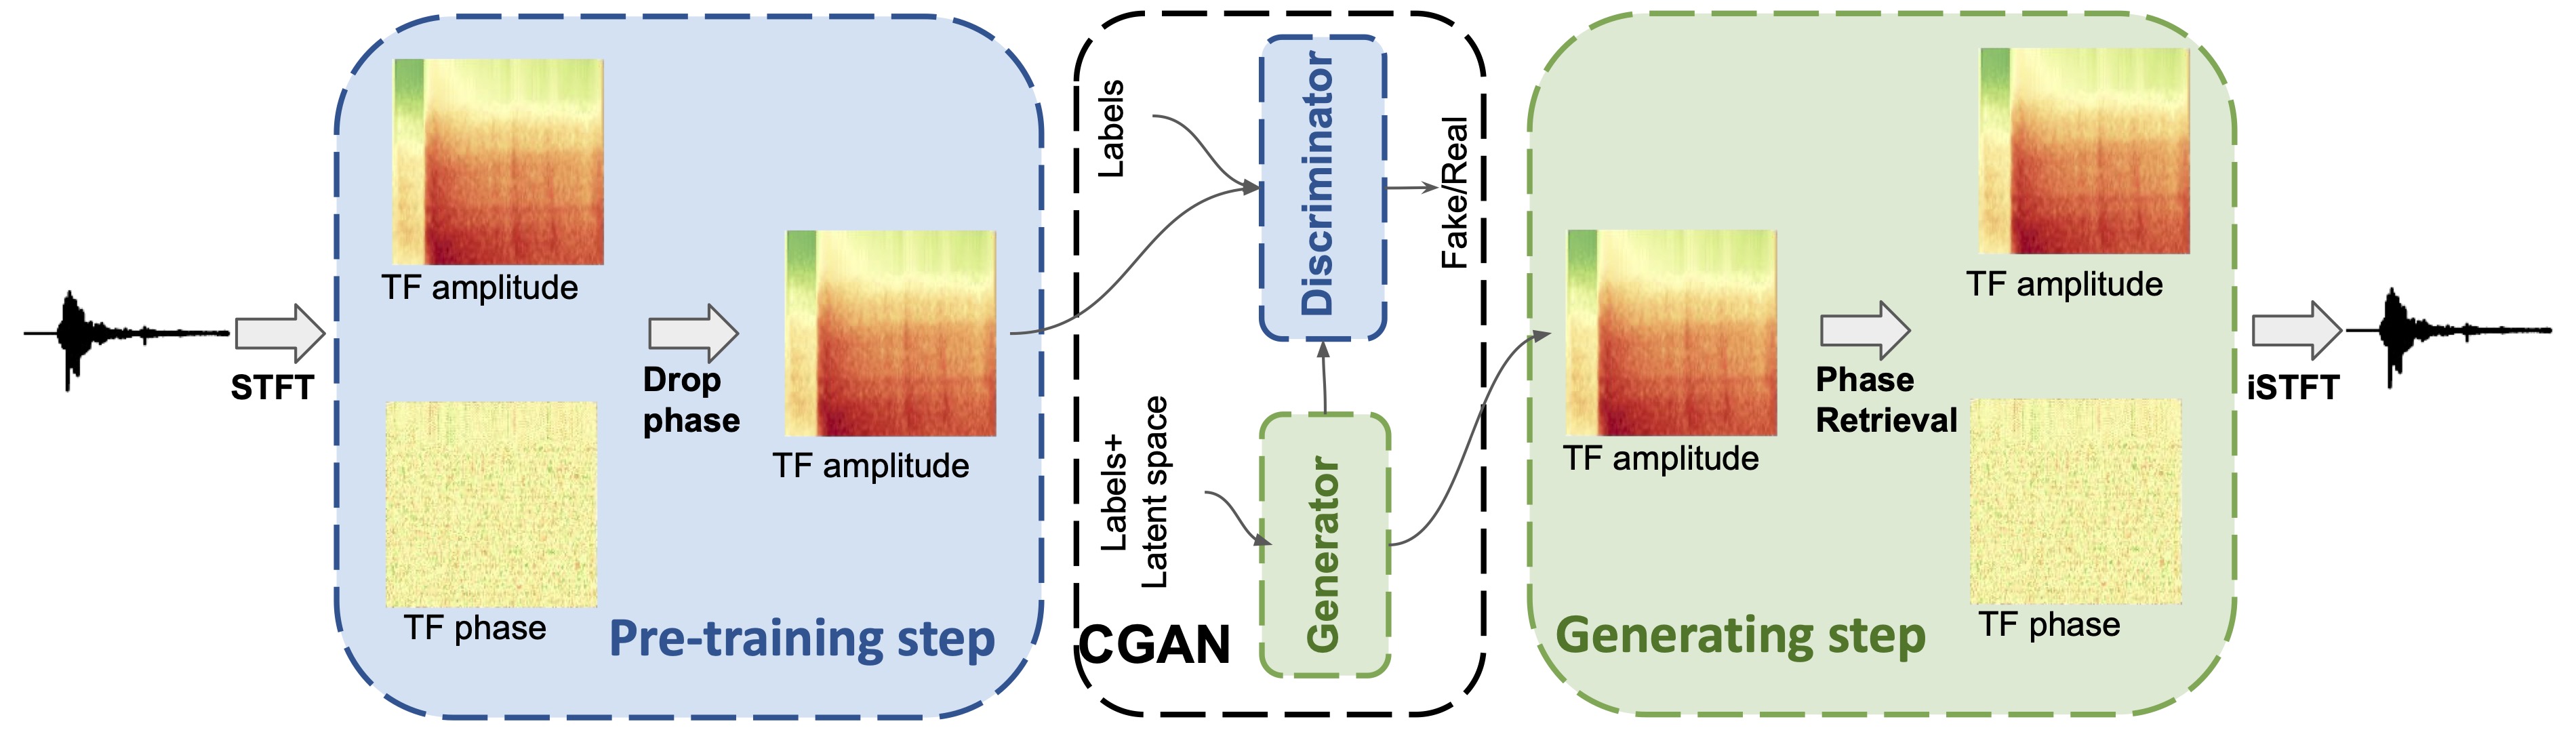 STFT
TF amplitude
TF phase
Drop
phase
TF amplitude
Pre-training step
Labels
Discriminator
Fake/Real
Labels+
Latent space
Generator
CGAN
TF amplitude
Phase
Retrieval
TF amplitude
TF phase
Generating step
iSTFT